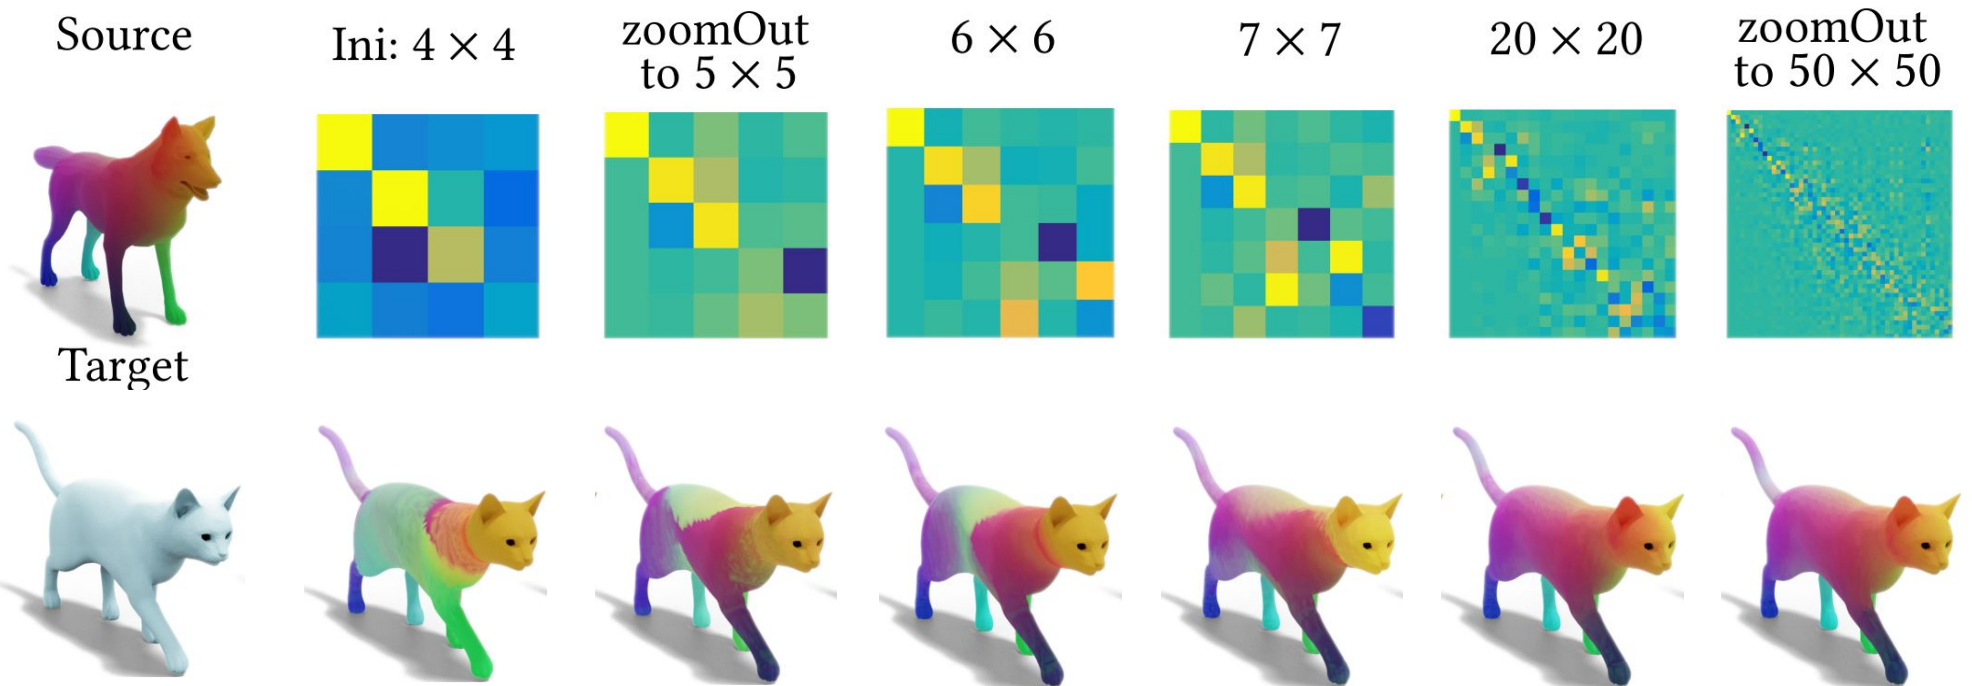 Source
Ini: 4 × 4
zoomOut
to 5 × 5
6 × 6
7 × 7
20 × 20
zoomOut
to 50 × 50
Target